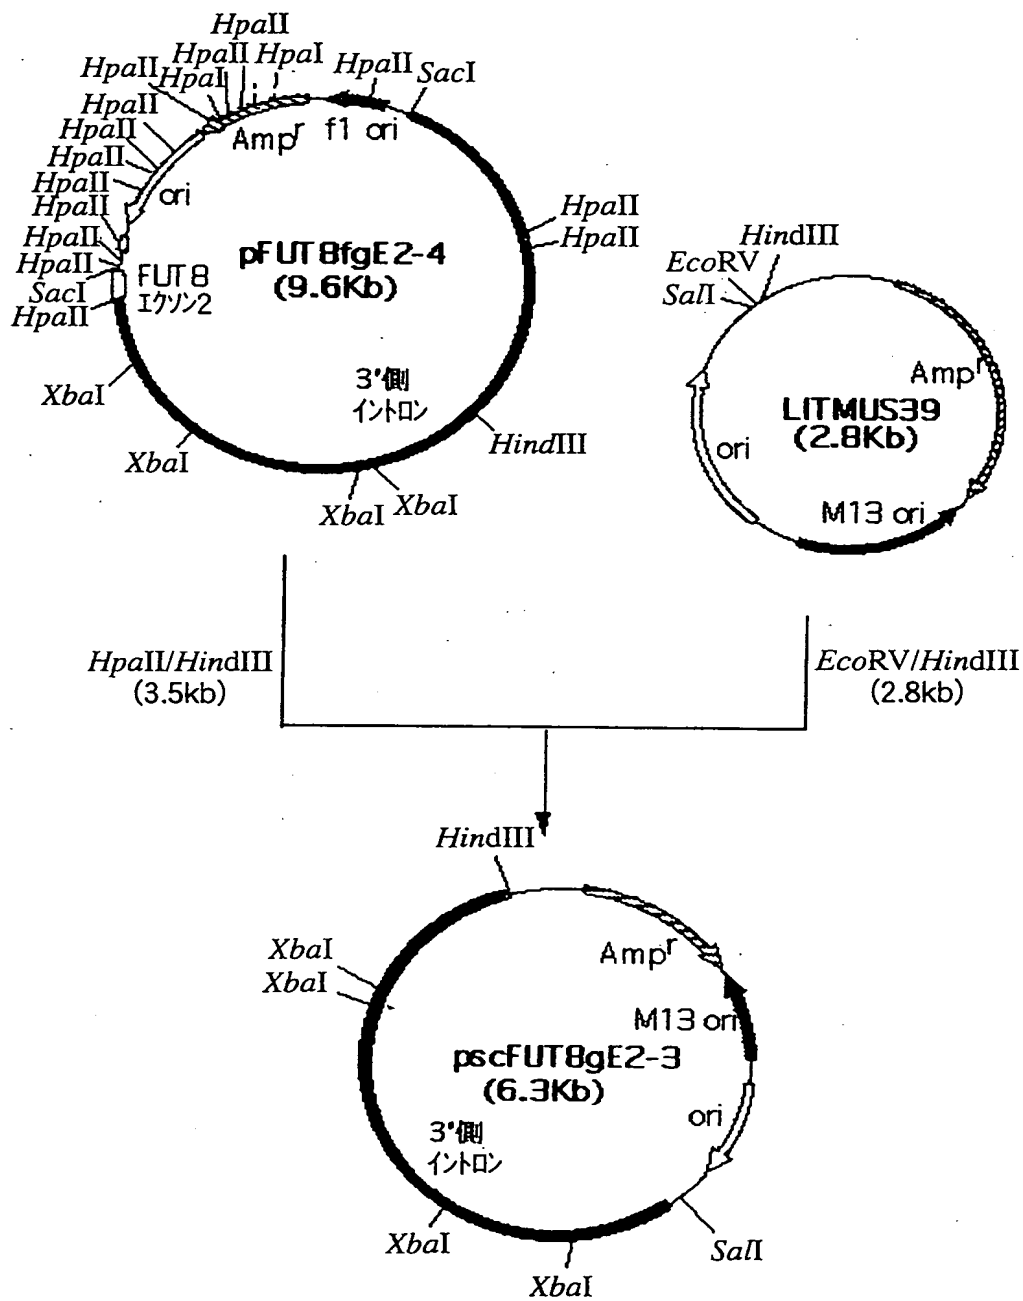 HpaII
HpaII
HpaI
HpaII
HpaI
HpaII
SacI
HpaII
HpaII
HpaII
HpaII
HpaII
HpaII
HpaII
SacI
HpaII
Ampʳ
f1 ori
ori
HpaII
HpaII
pFUT8fgE2-4
(9.6Kb)
FUT8
エクソン2
XbaI
XbaI
XbaI
XbaI
HindIII
3'側
イントロン
HindIII
EcoRV
SalI
Ampʳ
LITMUS39
(2.8Kb)
ori
M13 ori
HpaII/HindIII
(3.5kb)
EcoRV/HindIII
(2.8kb)
HindIII
XbaI
XbaI
Ampʳ
M13 ori
pscFUT8gE2-3
(6.3Kb)
ori
3'側
イントロン
XbaI
XbaI
SalI